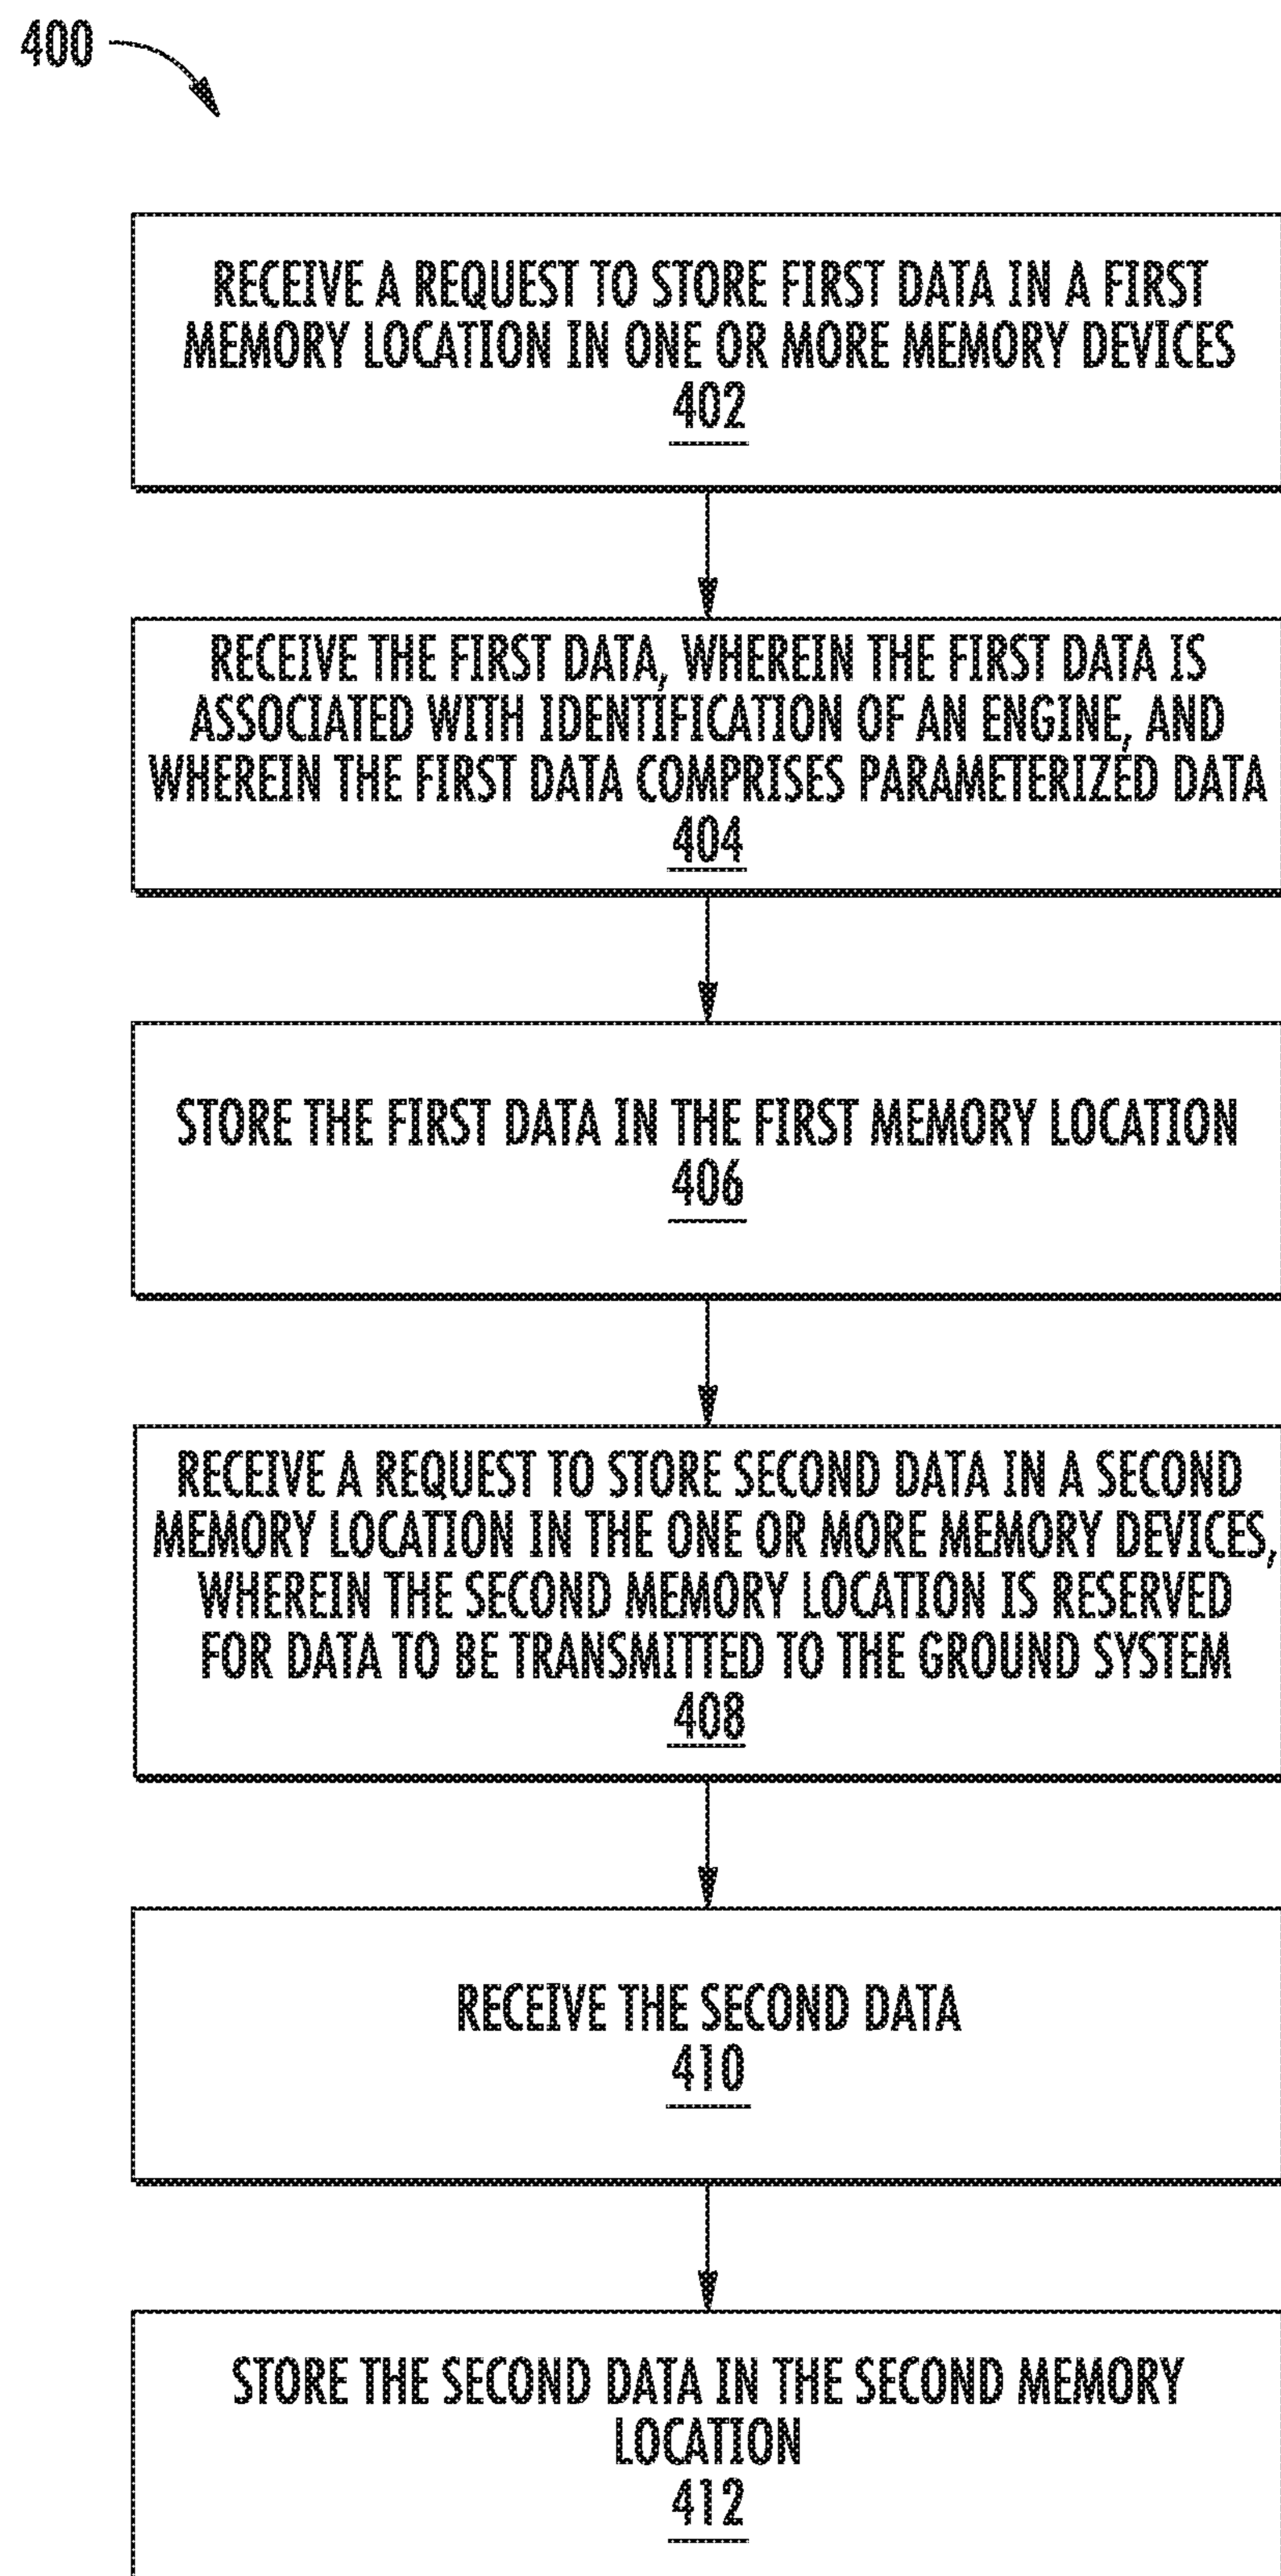 400
RECEIVE A REQUEST TO STORE FIRST DATA IN A FIRST
MEMORY LOCATION IN ONE OR MORE MEMORY DEVICES
402
RECEIVE THE FIRST DATA, WHEREIN THE FIRST DATA IS
ASSOCIATED WITH IDENTIFICATION OF AN ENGINE, AND
WHEREIN THE FIRST DATA COMPRISES PARAMETERIZED DATA
404
STORE THE FIRST DATA IN THE FIRST MEMORY LOCATION
406
RECEIVE A REQUEST TO STORE SECOND DATA IN A SECOND
MEMORY LOCATION IN THE ONE OR MORE MEMORY DEVICES,
WHEREIN THE SECOND MEMORY LOCATION IS RESERVED
FOR DATA TO BE TRANSMITTED TO THE GROUND SYSTEM
408
RECEIVE THE SECOND DATA
410
STORE THE SECOND DATA IN THE SECOND MEMORY
LOCATION
412